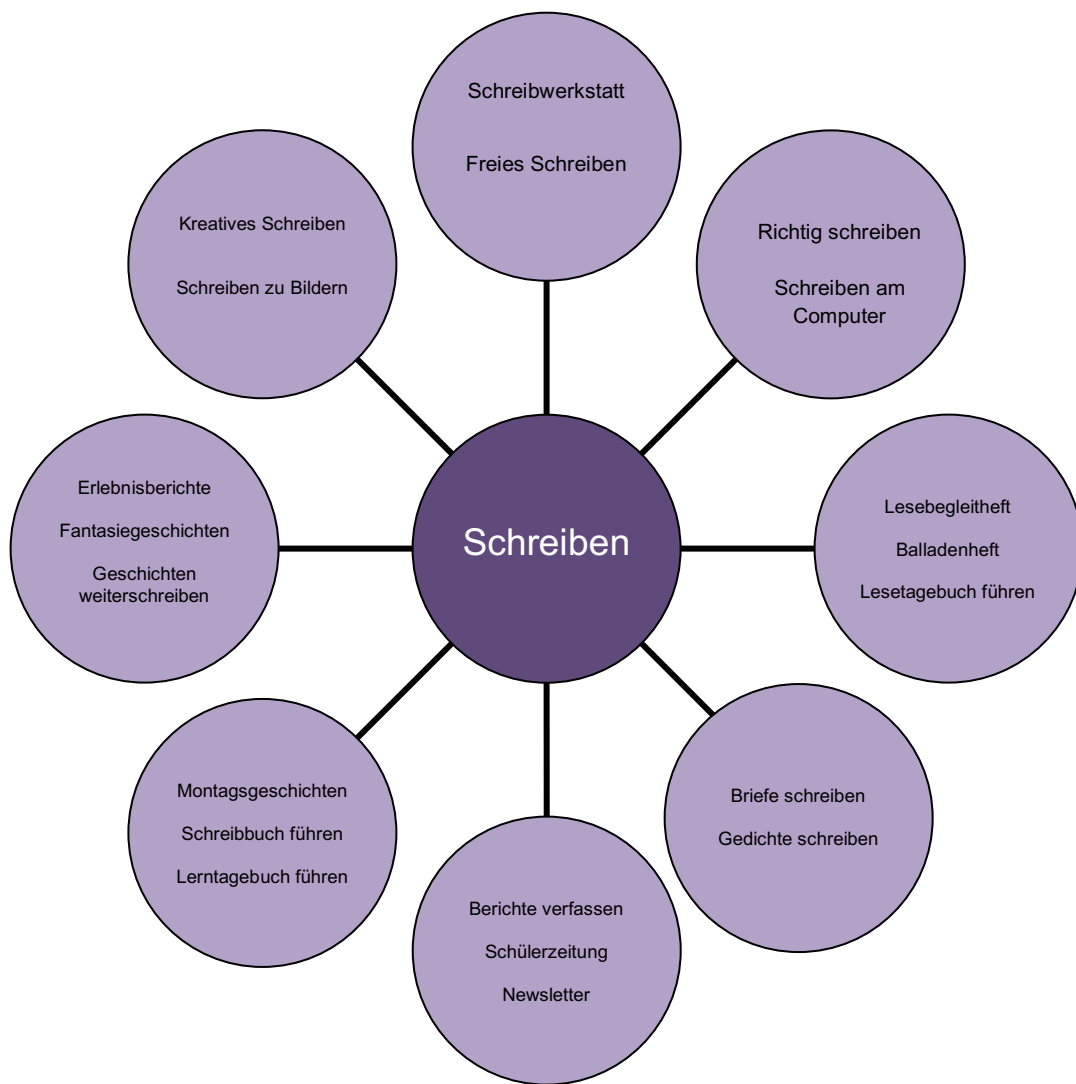 Schreibwerkstatt
Freies Schreiben
Richtig schreiben
Schreiben am
Computer
Lesebegleitheft
Balladenheft
Lesetagebuch führen
Briefe schreiben
Gedichte schreiben
Berichte verfassen
Schülerzeitung
Newsletter
Montagsgeschichten
Schreibbuch führen
Lerntagebuch führen
Erlebnisberichte
Fantasiegeschichten
Geschichten
weiterschreiben
Kreatives Schreiben
Schreiben zu Bildern
Schreiben